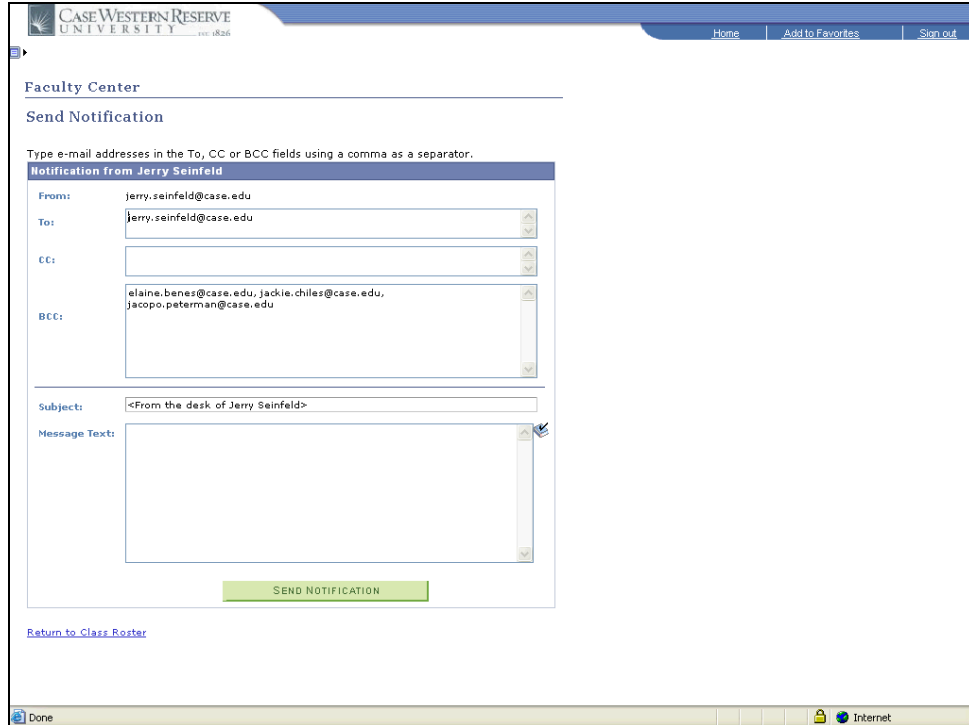 CASE WESTERN RESERVE
UNIVERSITY EST. 1826
Home Add to Favorites Sign out
Faculty Center
Send Notification
Type e-mail addresses in the To, CC or BCC fields using a comma as a separator.
Notification from Jerry Seinfeld
From: jerry.seinfeld@case.edu
To: jerry.seinfeld@case.edu
CC:
elaine.benes@case.edu, jackie.chiles@case.edu,
jacopo.peterman@case.edu
BCC:
Subject: <From the desk of Jerry Seinfeld>
Message Text:
SEND NOTIFICATION
Return to Class Roster
Done Internet